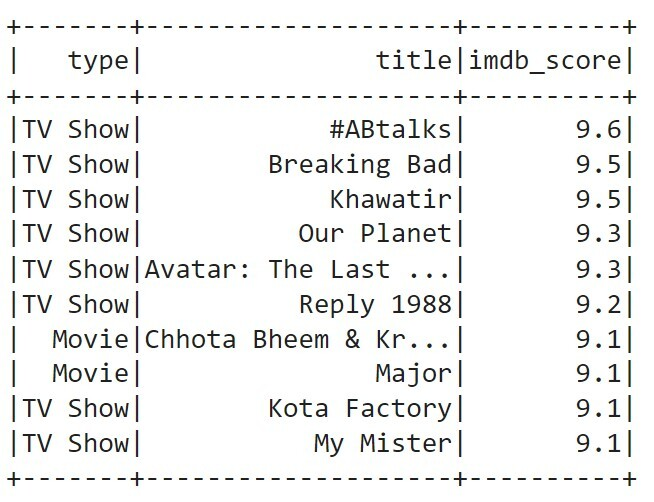 +-------+--------------------+----------+
|   type|               title|imdb_score|
+-------+--------------------+----------+
|TV Show|            #ABtalks|       9.6|
|TV Show|        Breaking Bad|       9.5|
|TV Show|            Khawatir|       9.5|
|TV Show|          Our Planet|       9.3|
|TV Show|Avatar: The Last ...|       9.3|
|TV Show|          Reply 1988|       9.2|
|  Movie|Chhota Bheem & Kr...|       9.1|
|  Movie|               Major|       9.1|
|TV Show|        Kota Factory|       9.1|
|TV Show|           My Mister|       9.1|
+-------+--------------------+----------+